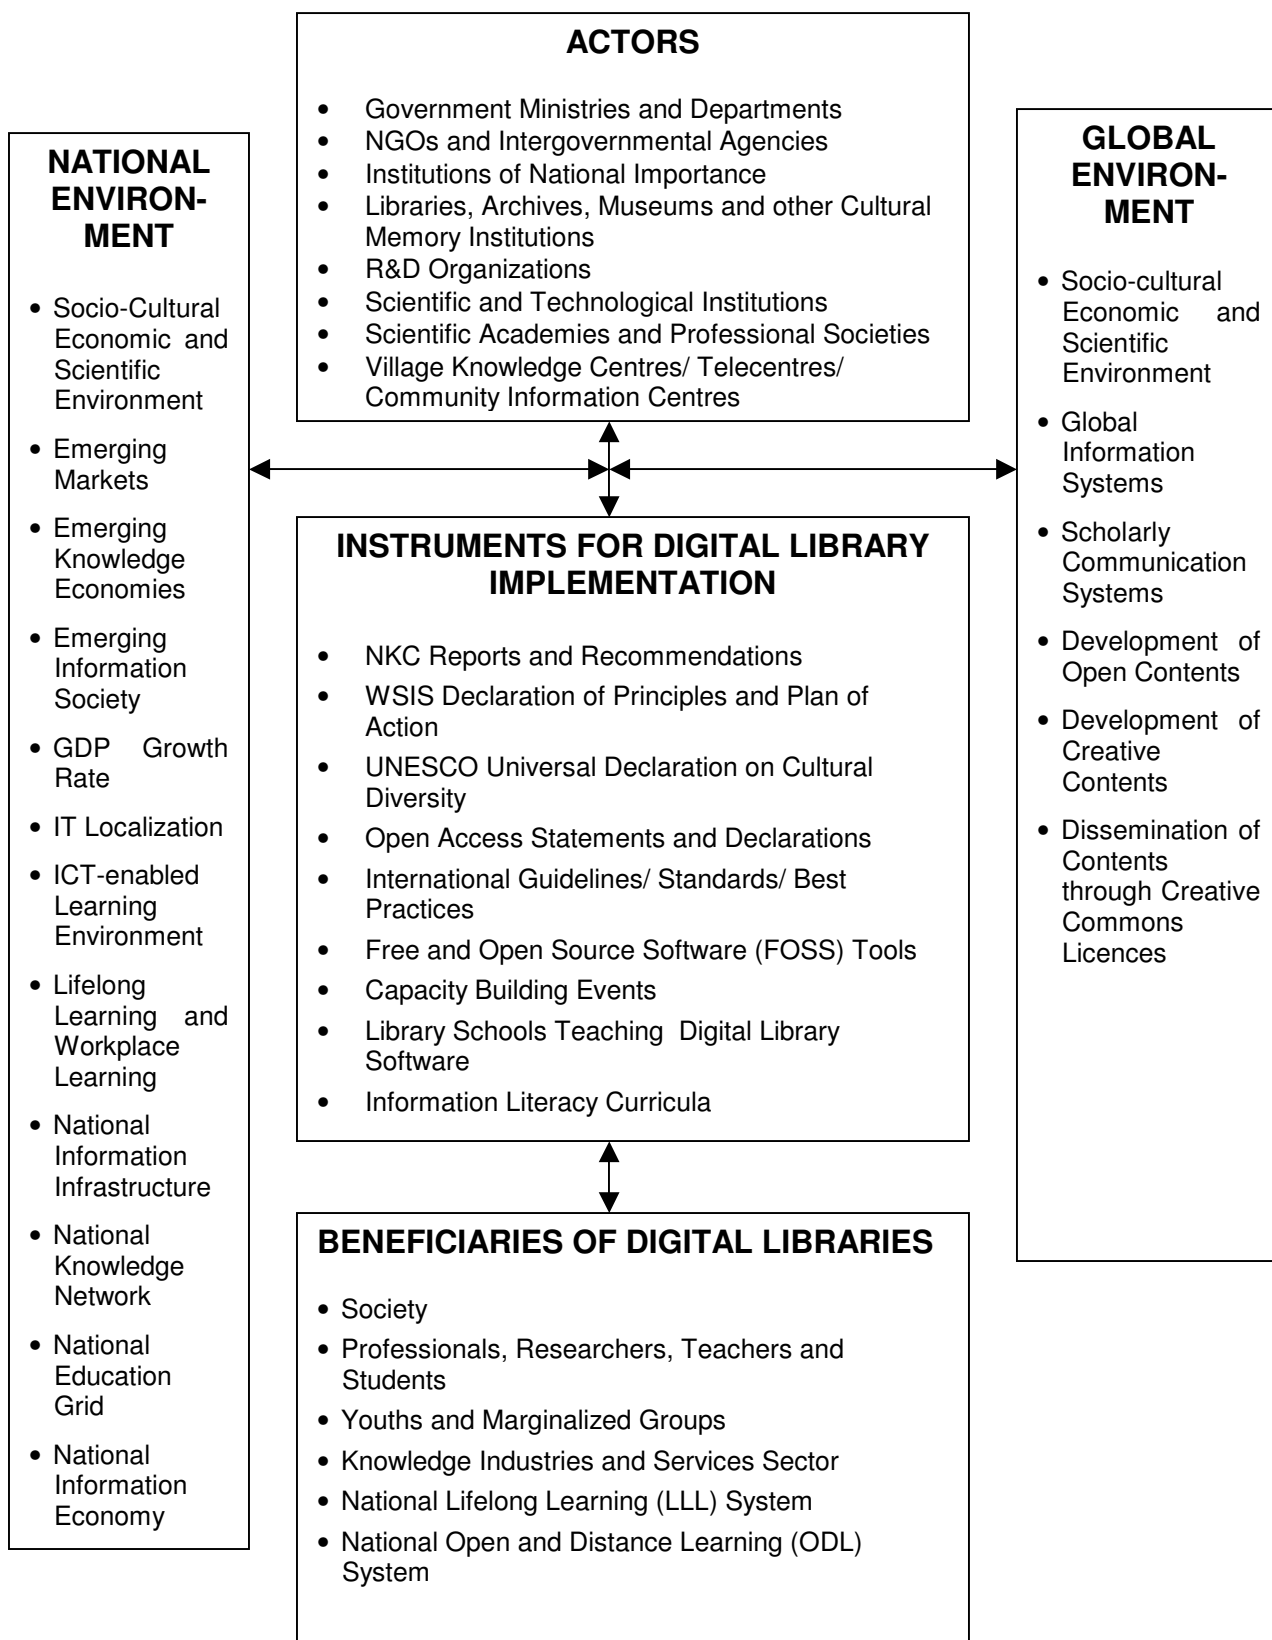 ACTORS
• Government Ministries and Departments
• NGOs and Intergovernmental Agencies
• Institutions of National Importance
• Libraries, Archives, Museums and other Cultural
Memory Institutions
• R&D Organizations
• Scientific and Technological Institutions
• Scientific Academies and Professional Societies
• Village Knowledge Centres/ Telecentres/
Community Information Centres
NATIONAL
ENVIRON-
MENT
• Socio-Cultural
Economic and
Scientific
Environment
• Emerging
Markets
• Emerging
Knowledge
Economies
• Emerging
Information
Society
• GDP Growth
Rate
• IT Localization
• ICT-enabled
Learning
Environment
• Lifelong
Learning and
Workplace
Learning
• National
Information
Infrastructure
• National
Knowledge
Network
• National
Education
Grid
• National
Information
Economy
INSTRUMENTS FOR DIGITAL LIBRARY
IMPLEMENTATION
• NKC Reports and Recommendations
• WSIS Declaration of Principles and Plan of
Action
• UNESCO Universal Declaration on Cultural
Diversity
• Open Access Statements and Declarations
• International Guidelines/ Standards/ Best
Practices
• Free and Open Source Software (FOSS) Tools
• Capacity Building Events
• Library Schools Teaching Digital Library
Software
• Information Literacy Curricula
BENEFICIARIES OF DIGITAL LIBRARIES
• Society
• Professionals, Researchers, Teachers and
Students
• Youths and Marginalized Groups
• Knowledge Industries and Services Sector
• National Lifelong Learning (LLL) System
• National Open and Distance Learning (ODL)
System
GLOBAL
ENVIRON-
MENT
• Socio-cultural
Economic and
Scientific
Environment
• Global
Information
Systems
• Scholarly
Communication
Systems
• Development of
Open Contents
• Development of
Creative
Contents
• Dissemination of
Contents
through Creative
Commons
Licences